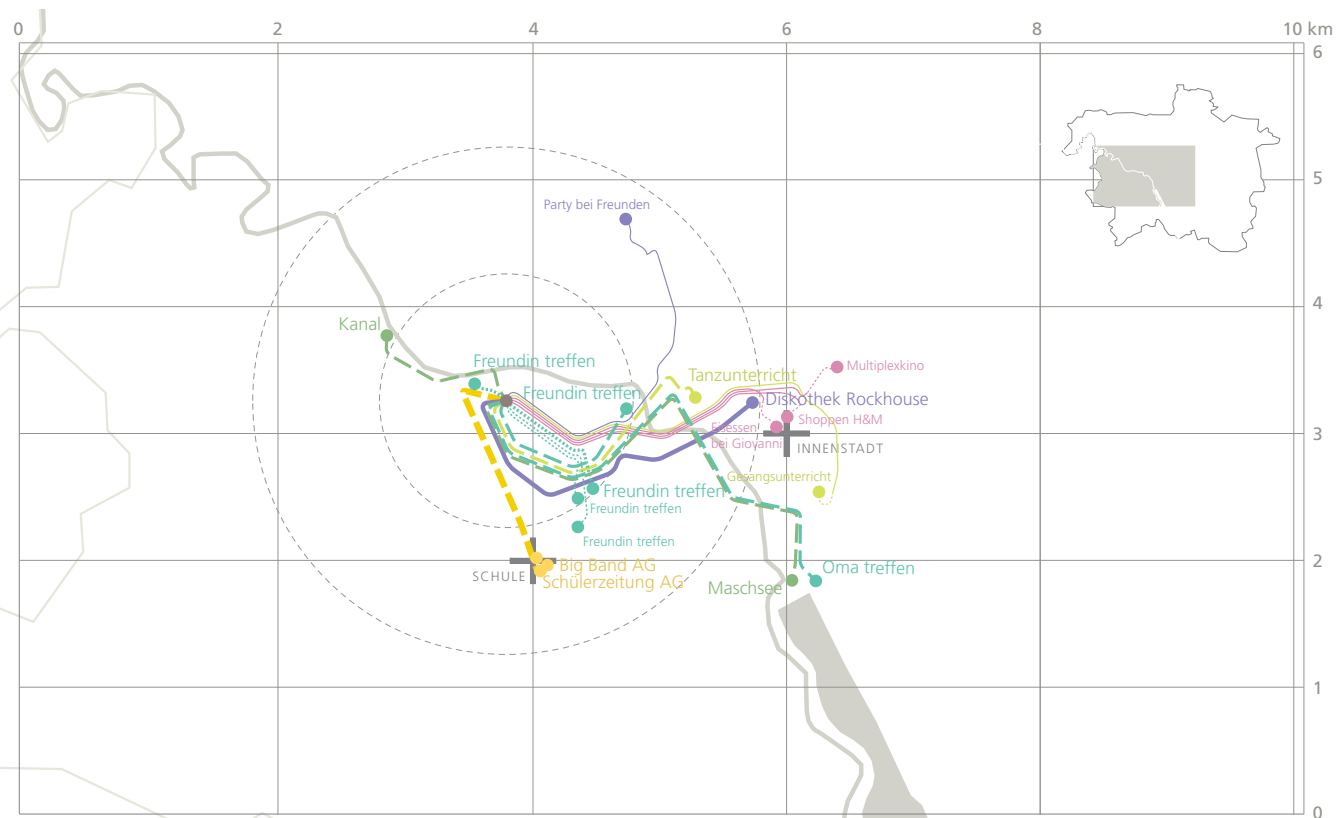 0
2
4
6
8
10 km
6
5
Party bei Freunden
4
Kanal
Freundin treffen
Multiplexkino
Tanzunterricht
Freundin treffen
Diskothek Rockhouse
Shoppen H&M
Eisessen
bei Giovanni
3
INNENSTADT
Gesangsunterricht
Freundin treffen
Freundin treffen
Freundin treffen
2
Big Band AG
Oma treffen
SCHULE
Schülerzeitung AG
Maschsee
1
0